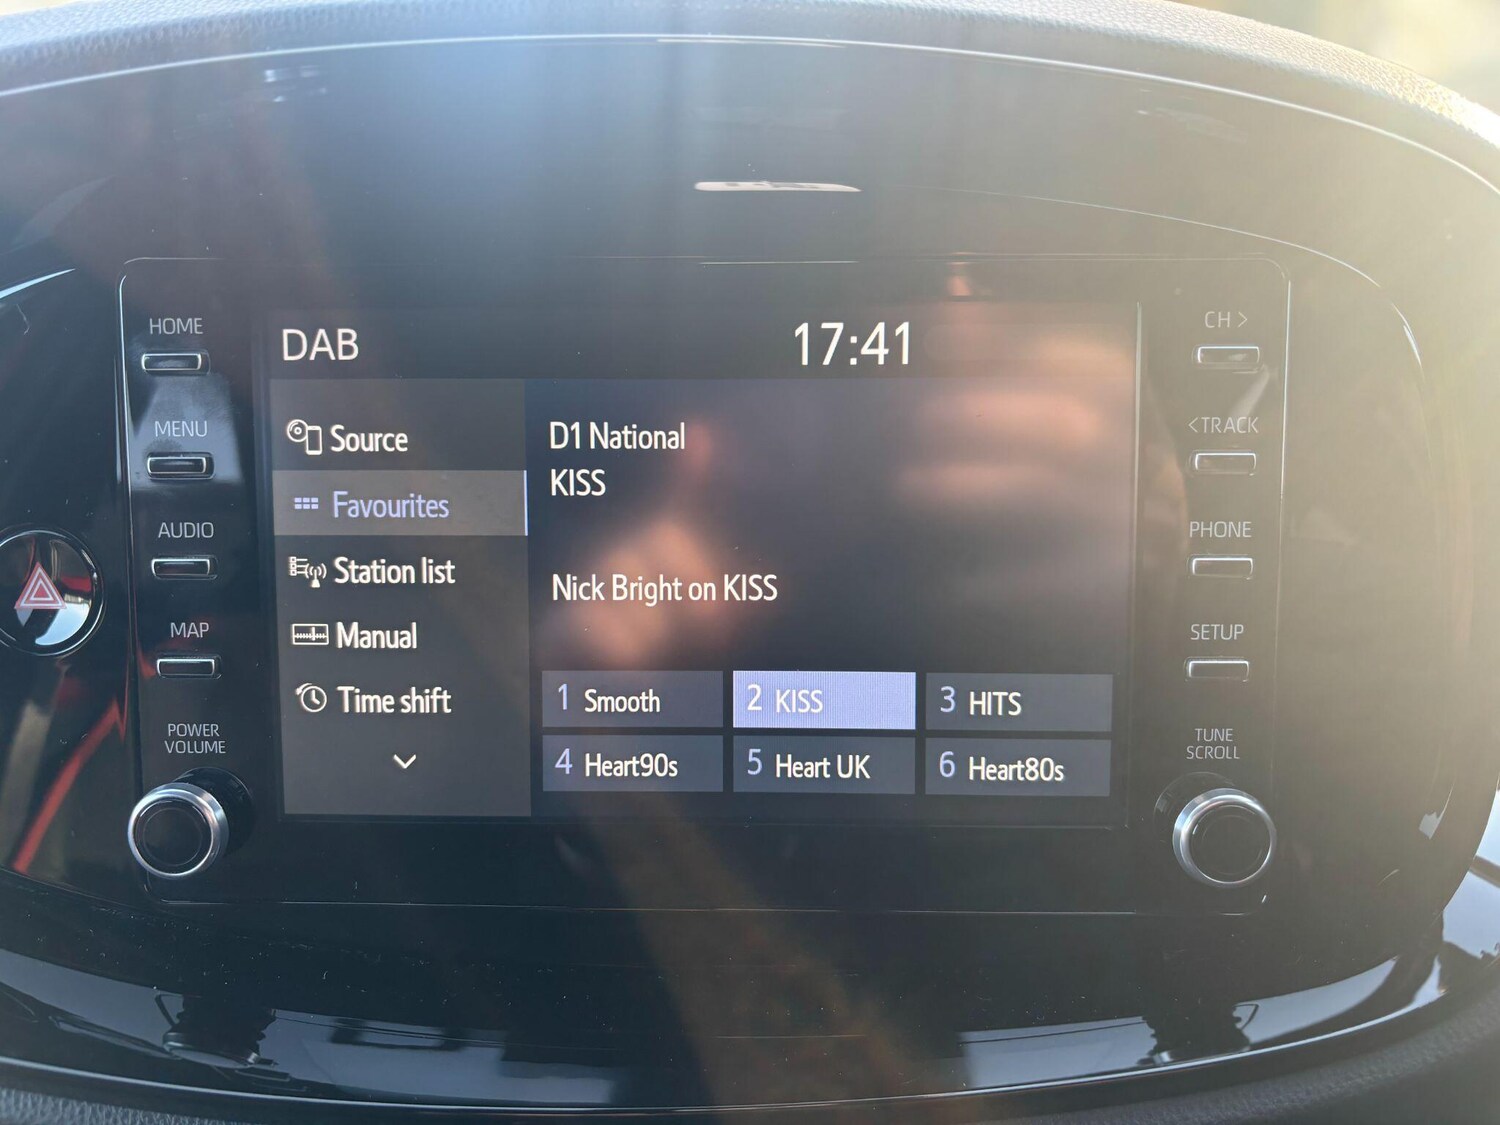 HOME
MENU
AUDIO
MAP
POWER
VOLUME
DAB
17:41
Source
Favourites
Station list
Manual
Time shift
D1 National
KISS
Nick Bright on KISS
1 Smooth
2 KISS
3 HITS
4 Heart90s
5 Heart UK
6 Heart80s
CH >
<TRACK
PHONE
SETUP
TUNE
SCROLL